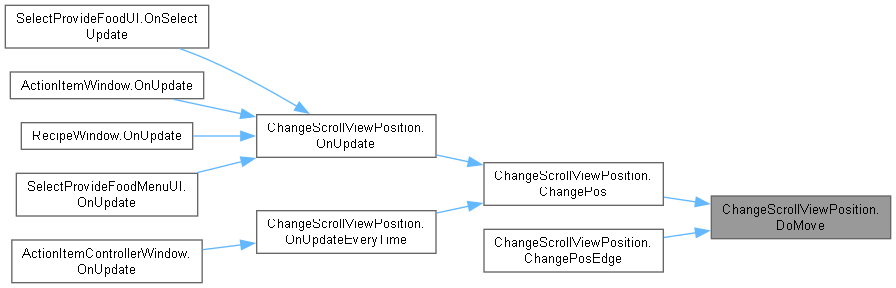 SelectProvideFoodUI.OnSelect
Update
ActionItemWindow.OnUpdate
RecipeWindow.OnUpdate
SelectProvideFoodMenuUI.
OnUpdate
ActionItemControllerWindow.
OnUpdate
ChangeScrollViewPosition.
OnUpdate
ChangeScrollViewPosition.
OnUpdateEveryTime
ChangeScrollViewPosition.
ChangePos
ChangeScrollViewPosition.
ChangePosEdge
ChangeScrollViewPosition.
DoMove